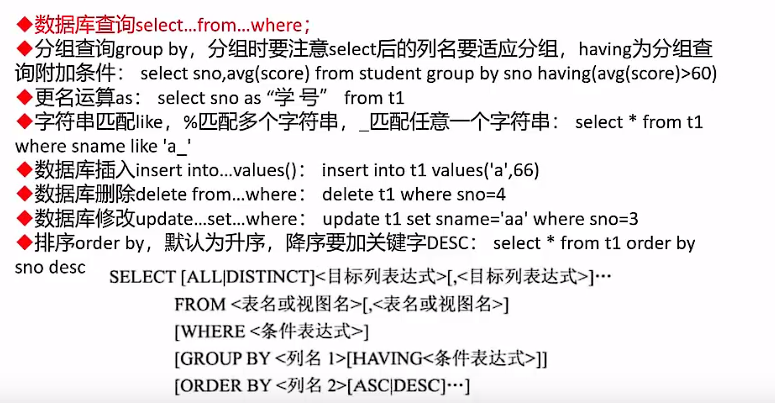 ◆数据库查询select…from…where；
◆分组查询group by，分组时要注意select后的列名要适应分组，having为分组查
询附加条件： select sno,avg(score) from student group by sno having(avg(score)>60)
◆更名运算as： select sno as “学 号” from t1
◆字符串匹配like，%匹配多个字符串，_匹配任意一个字符串： select * from t1
where sname like 'a_'
◆数据库插入insert into…values()： insert into t1 values('a',66)
◆数据库删除delete from…where： delete t1 where sno=4
◆数据库修改update…set…where： update t1 set sname='aa' where sno=3
◆排序order by，默认为升序，降序要加关键字DESC： select * from t1 order by
sno desc
SELECT [ALL|DISTINCT]<目标列表达式>[,<目标列表达式>]…
FROM <表名或视图名>[,<表名或视图名>]
[WHERE <条件表达式>]
[GROUP BY <列名 1>[HAVING<条件表达式>]]
[ORDER BY <列名 2>[ASC|DESC]…]